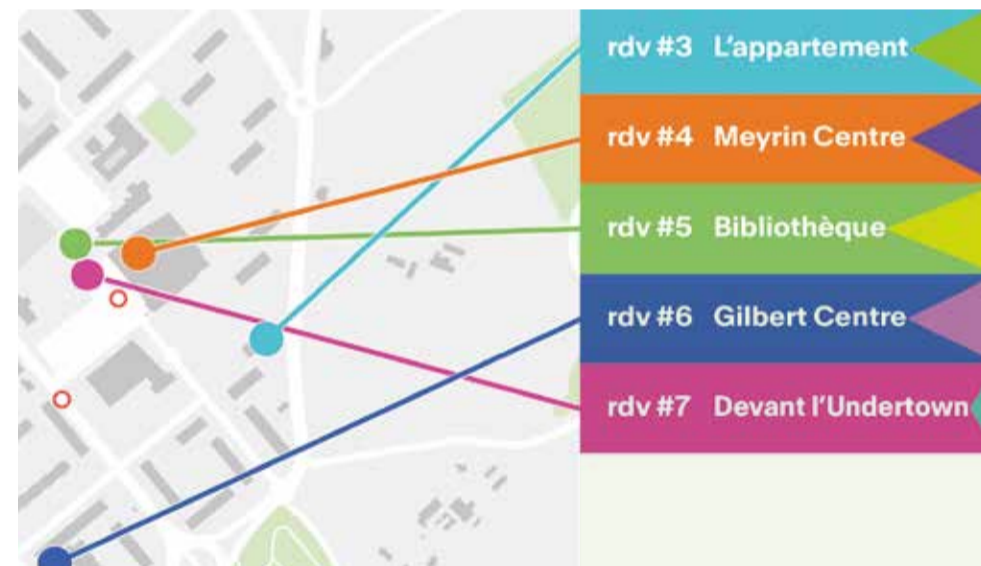 rdv #3 L'appartement
rdv #4 Meyrin Centre
rdv #5 Bibliothèque
rdv #6 Gilbert Centre
rdv #7 Devant l'Undertown